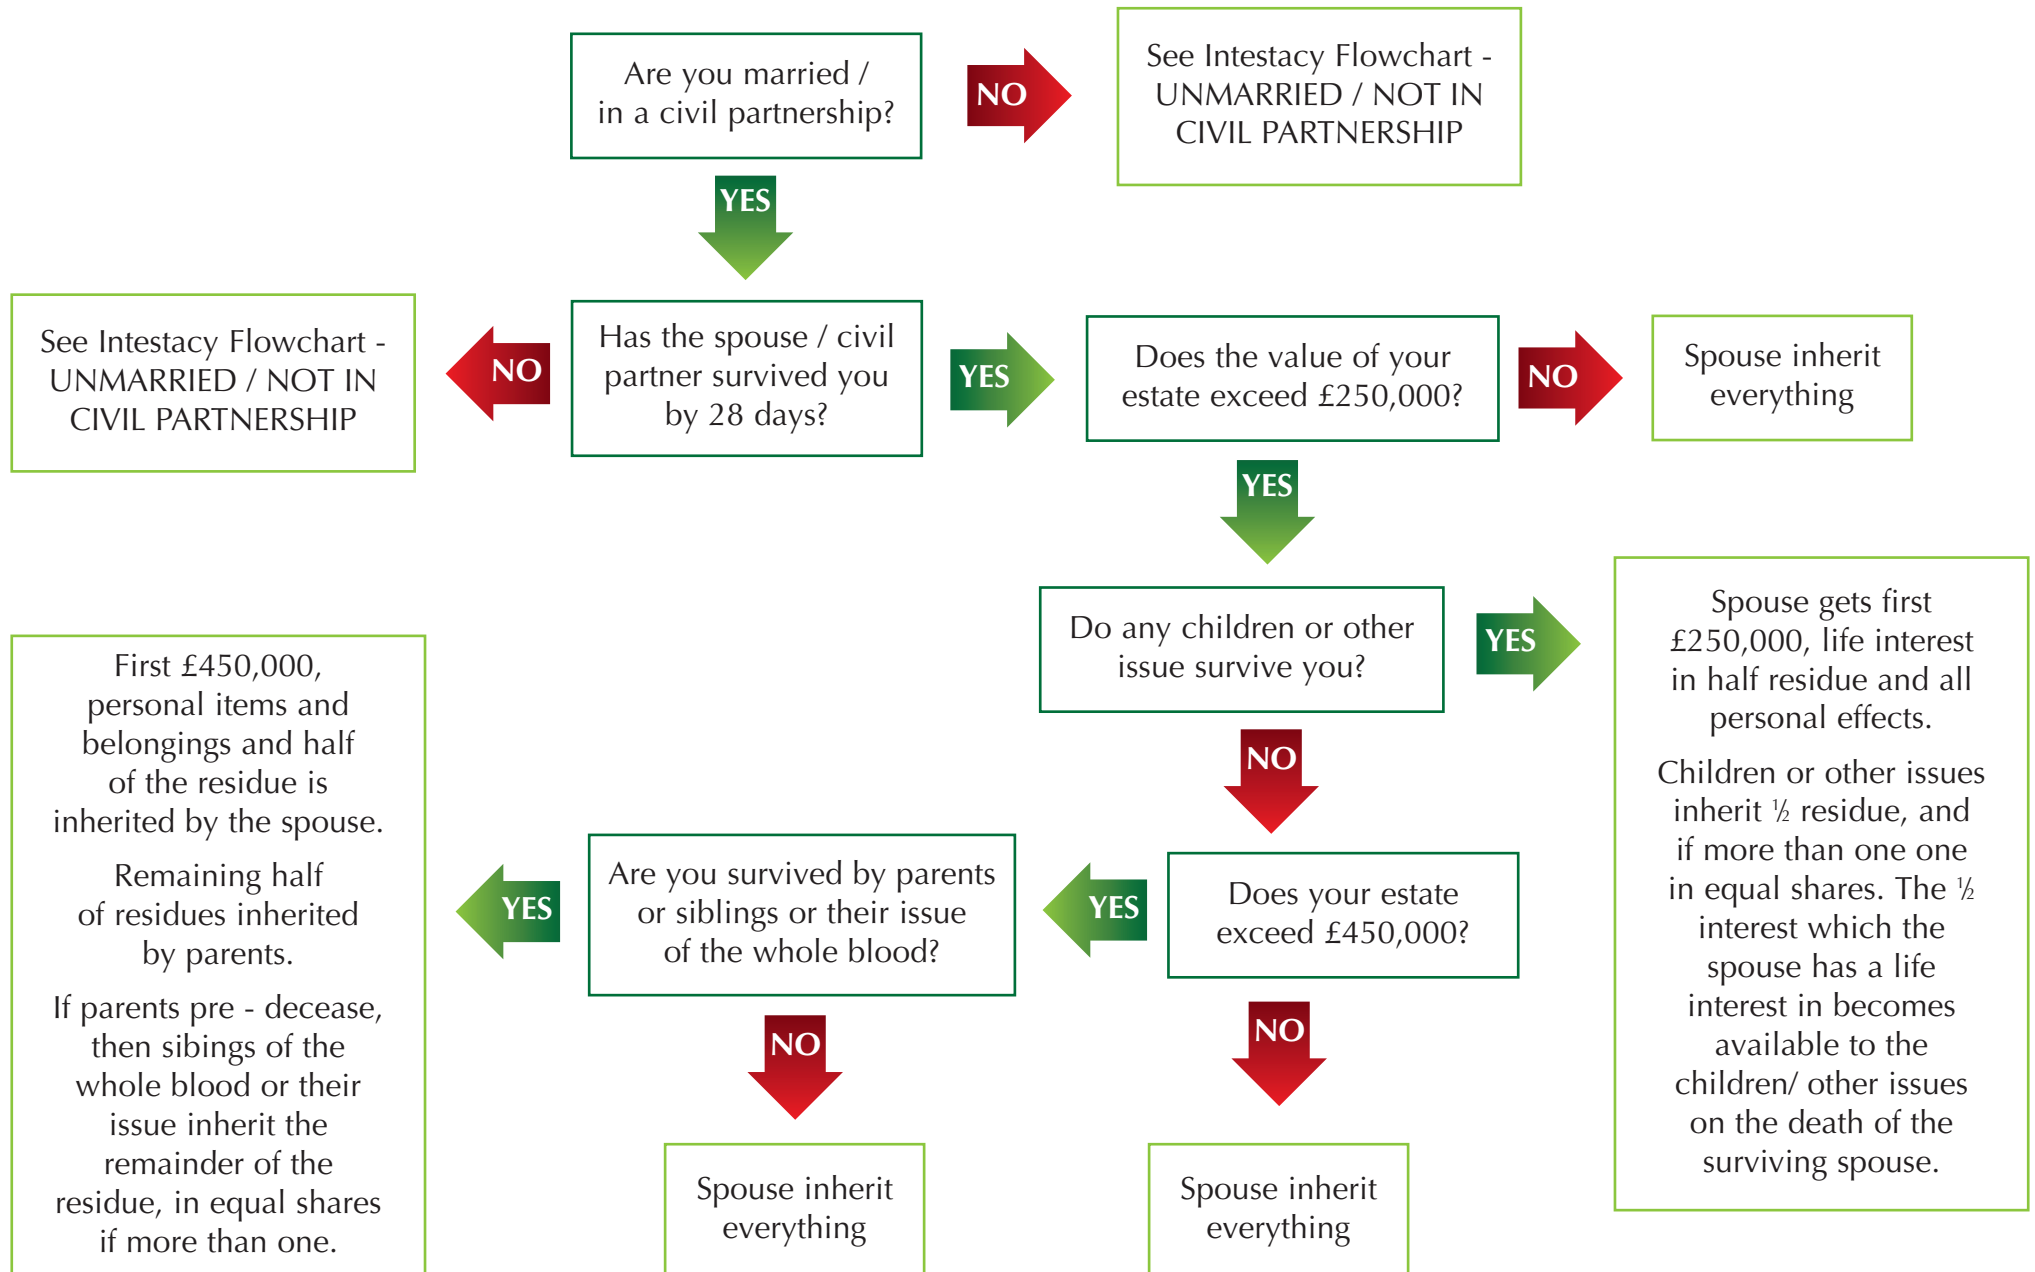 Are you married /
in a civil partnership?
NO
See Intestacy Flowchart -
UNMARRIED / NOT IN
CIVIL PARTNERSHIP
YES
See Intestacy Flowchart -
UNMARRIED / NOT IN
CIVIL PARTNERSHIP
NO
Has the spouse / civil
partner survived you
by 28 days?
YES
Does the value of your
estate exceed £250,000?
NO
Spouse inherit
everything
YES
Do any children or other
issue survive you?
YES
Spouse gets first
£250,000, life interest
in half residue and all
personal effects.
Children or other issues
inherit ½ residue, and
if more than one one
in equal shares. The ½
interest which the
spouse has a life
interest in becomes
available to the
children/ other issues
on the death of the
surviving spouse.
NO
Does your estate
exceed £450,000?
YES
Are you survived by parents
or siblings or their issue
of the whole blood?
YES
First £450,000,
personal items and
belongings and half
of the residue is
inherited by the spouse.
Remaining half
of residues inherited
by parents.
If parents pre - decease,
then sibings of the
whole blood or their
issue inherit the
remainder of the
residue, in equal shares
if more than one.
NO
Spouse inherit
everything
NO
Spouse inherit
everything